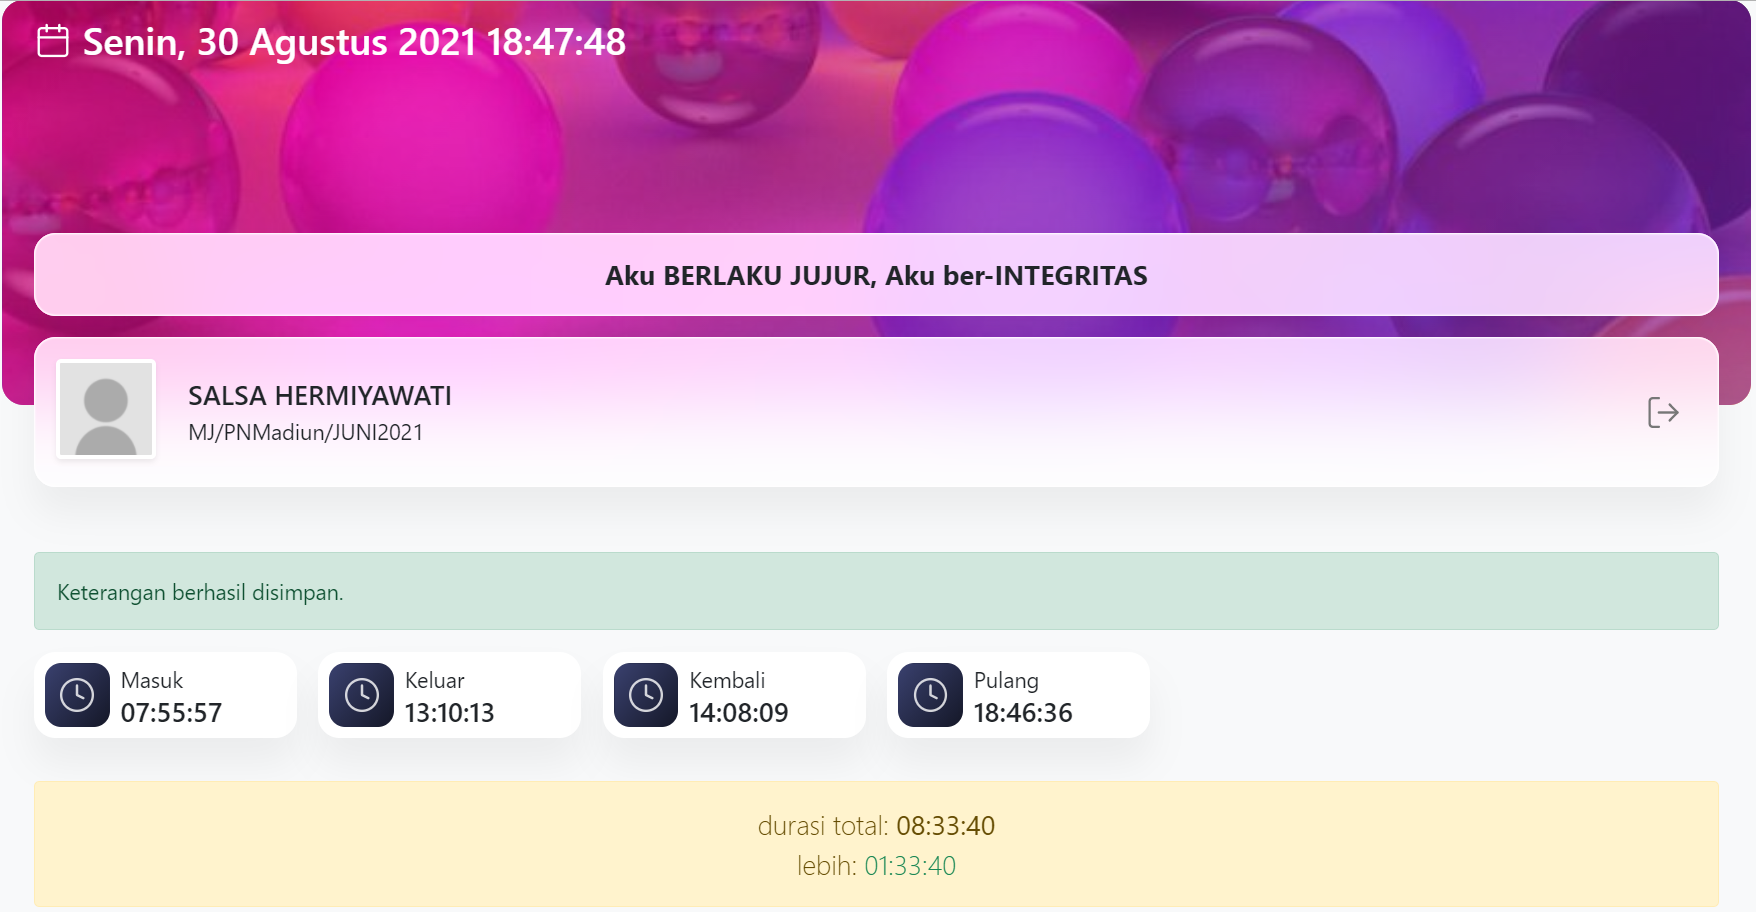 Senin, 30 Agustus 2021 18:47:48
Aku BERLAKU JUJUR, Aku ber-INTEGRITAS
SALSA HERMIYAWATI
MJ/PNMadiun/JUNI2021
Keterangan berhasil disimpan.
Masuk
07:55:57
Keluar
13:10:13
Kembali
14:08:09
Pulang
18:46:36
durasi total: 08:33:40
lebih: 01:33:40